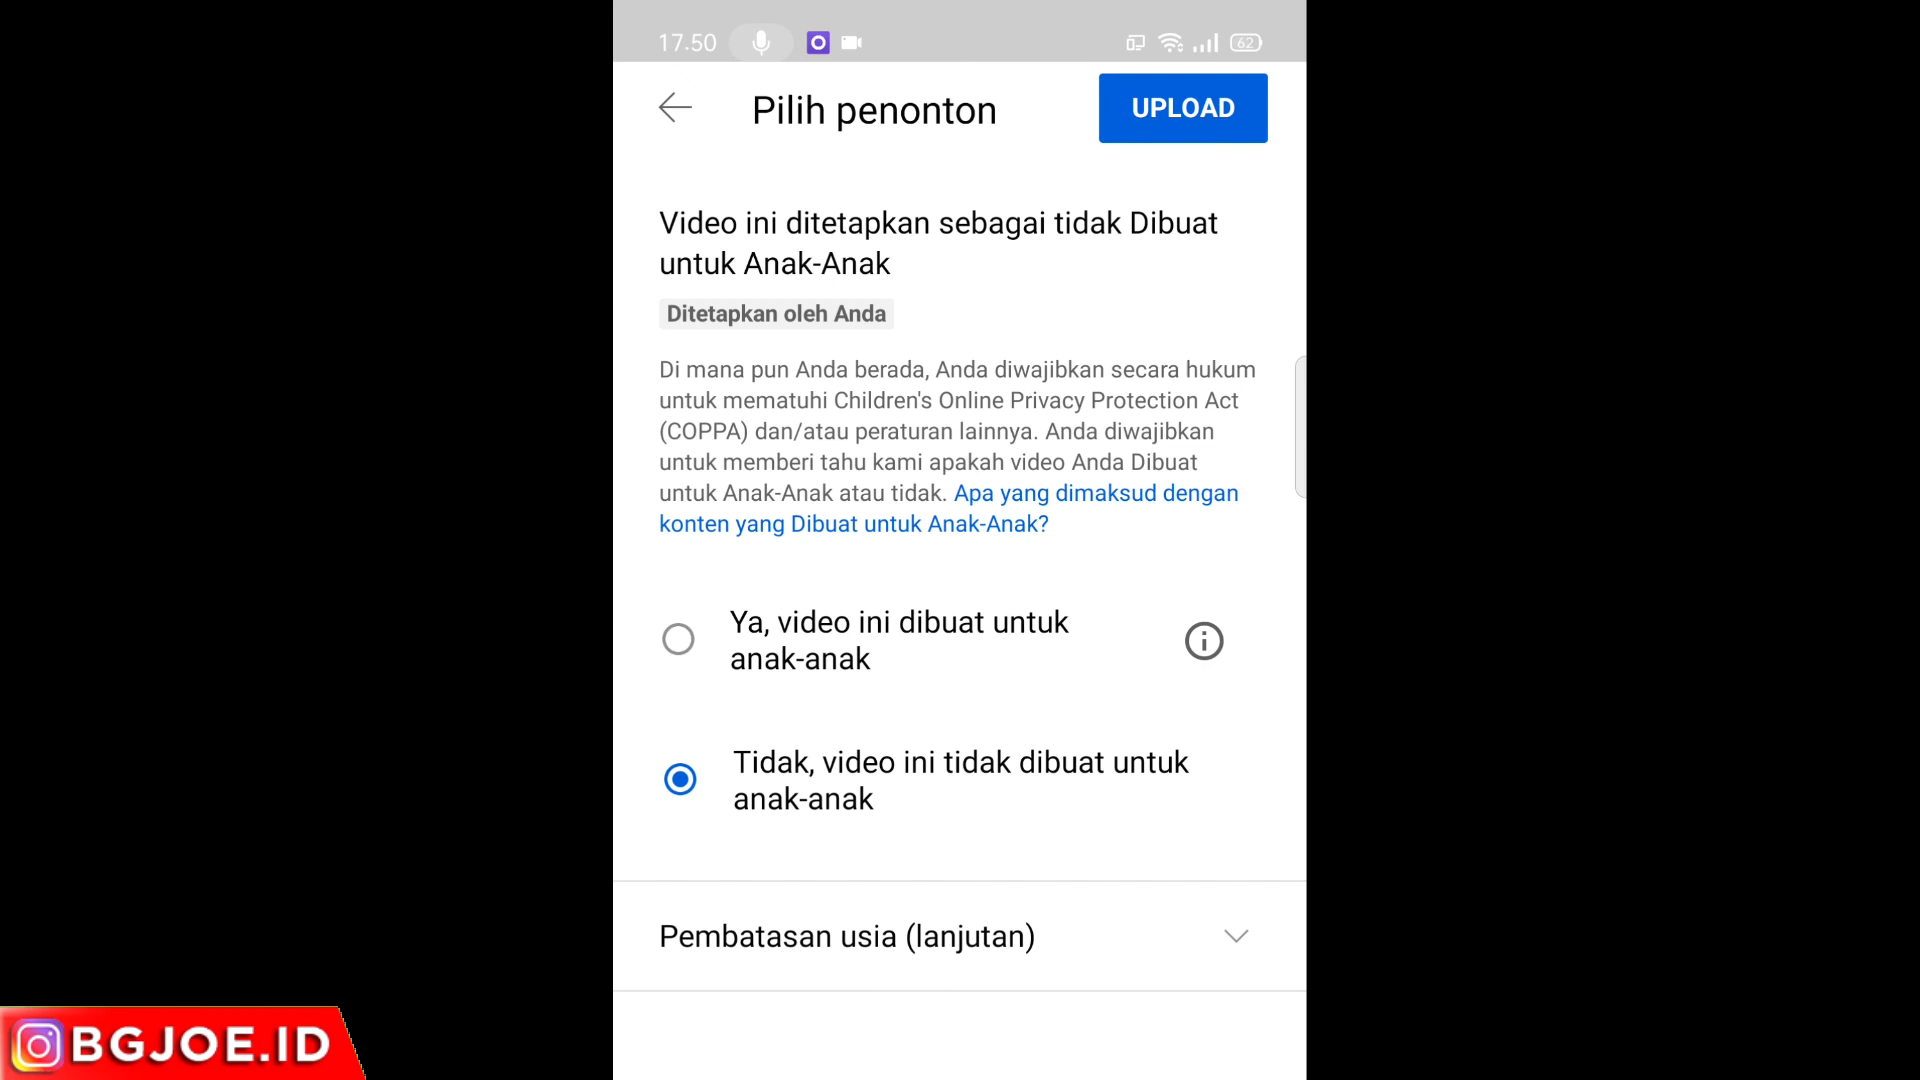 17.50
62
Pilih penonton
UPLOAD
Video ini ditetapkan sebagai tidak Dibuat
untuk Anak-Anak
Ditetapkan oleh Anda
Di mana pun Anda berada, Anda diwajibkan secara hukum
untuk mematuhi Children's Online Privacy Protection Act
(COPPA) dan/atau peraturan lainnya. Anda diwajibkan
untuk memberi tahu kami apakah video Anda Dibuat
untuk Anak-Anak atau tidak. Apa yang dimaksud dengan
konten yang Dibuat untuk Anak-Anak?
Ya, video ini dibuat untuk
anak-anak
Tidak, video ini tidak dibuat untuk
anak-anak
Pembatasan usia (lanjutan)
BGJOE.ID